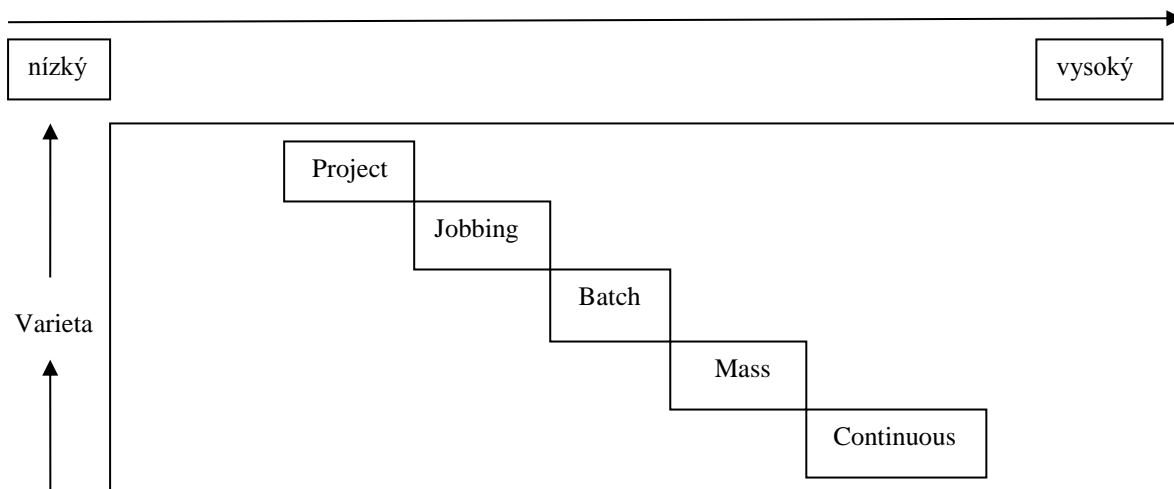 nízký
vysoký
Project
Jobbing
Batch
Varieta
Mass
Continuous